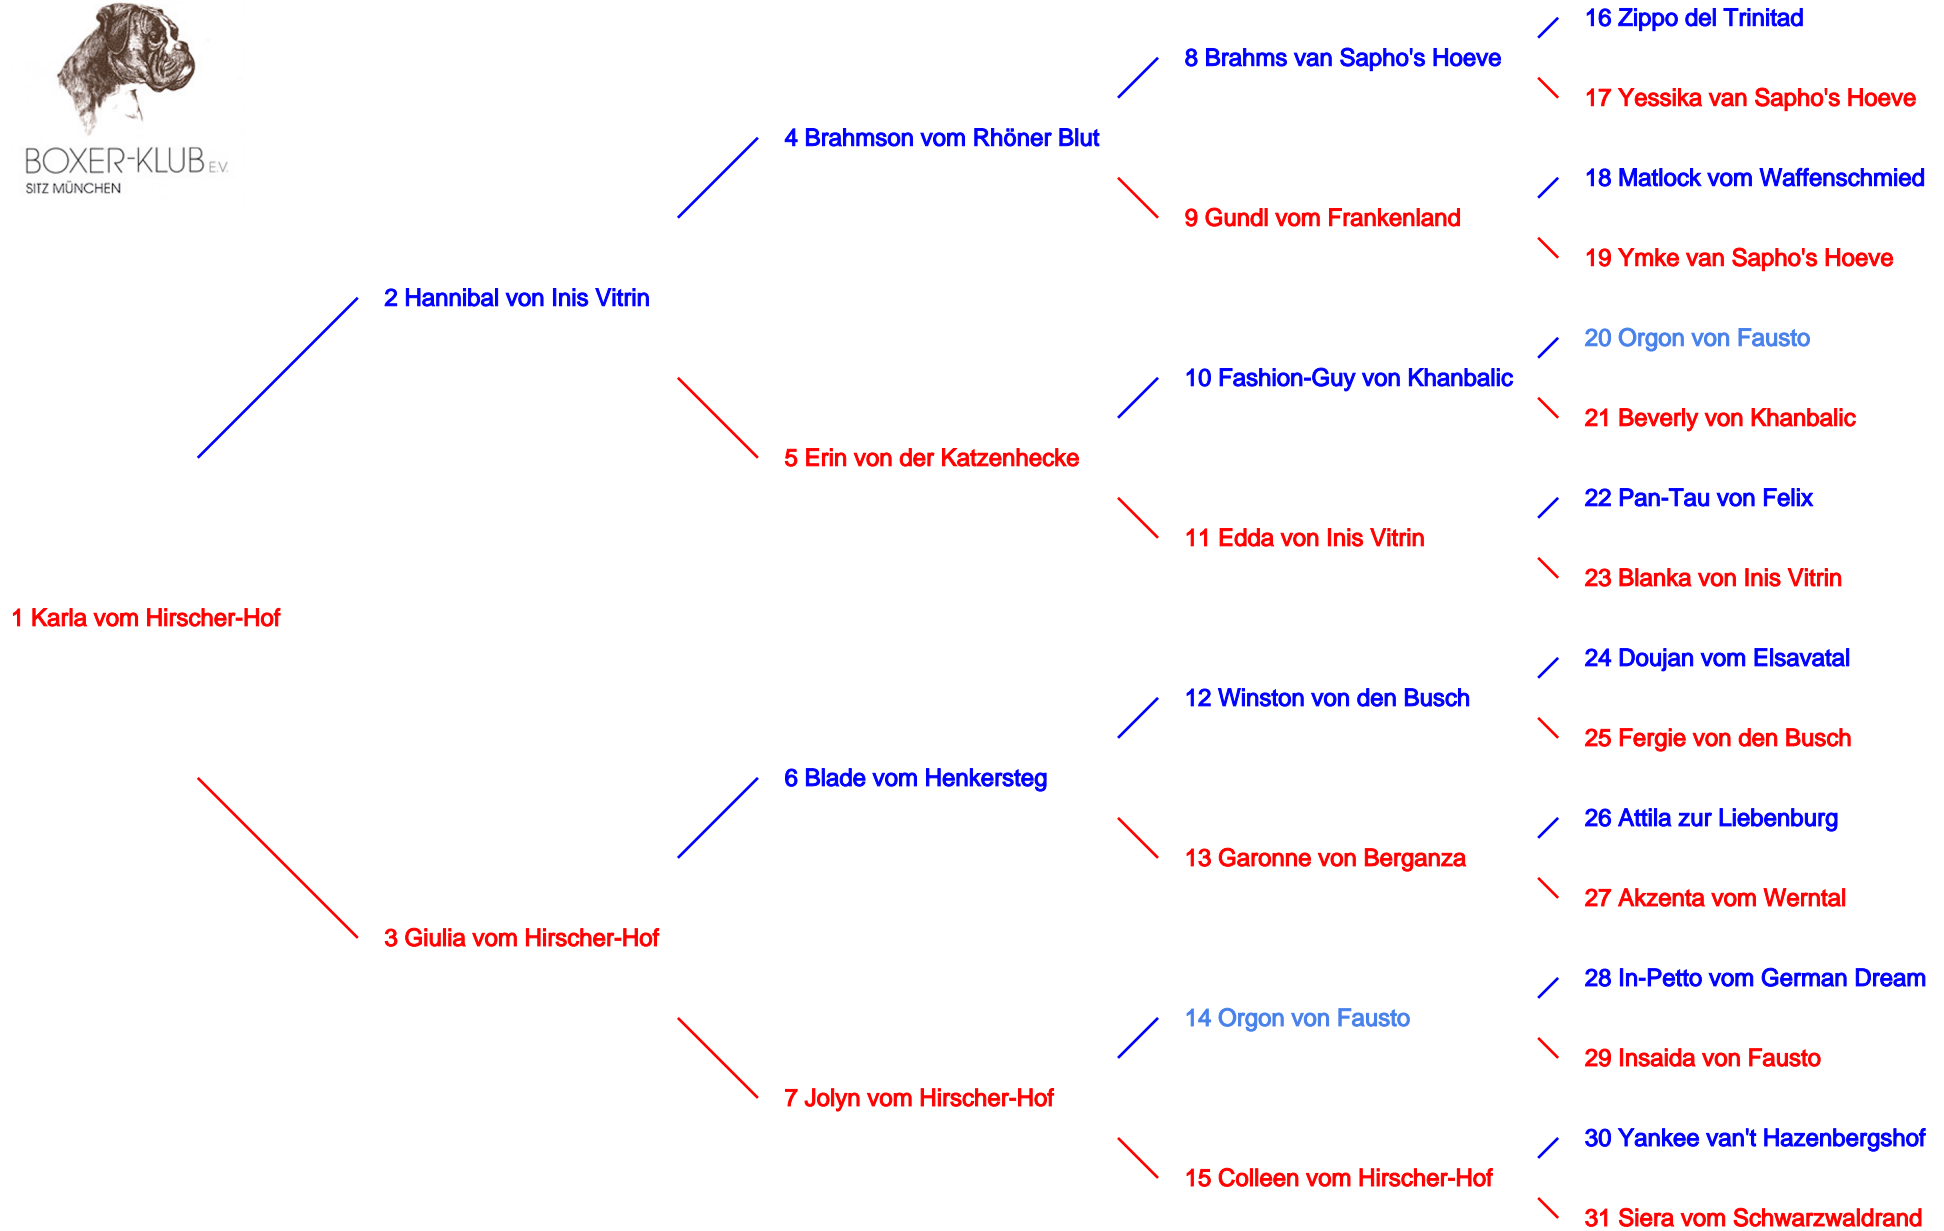 BOXER-KLUB E.V.
SITZ MÜNCHEN
1 Karla vom Hirscher-Hof
2 Hannibal von Inis Vitrin
3 Giulia vom Hirscher-Hof
4 Brahmson vom Rhöner Blut
5 Erin von der Katzenhecke
6 Blade vom Henkersteg
7 Jolyn vom Hirscher-Hof
8 Brahms van Sapho's Hoeve
9 Gundl vom Frankenland
10 Fashion-Guy von Khanbalic
11 Edda von Inis Vitrin
12 Winston von den Busch
13 Garonne von Berganza
14 Orgon von Fausto
15 Colleen vom Hirscher-Hof
16 Zippo del Trinitad
17 Yessika van Sapho's Hoeve
18 Matlock vom Waffenschmied
19 Ymke van Sapho's Hoeve
20 Orgon von Fausto
21 Beverly von Khanbalic
22 Pan-Tau von Felix
23 Blanka von Inis Vitrin
24 Doujan vom Elsavatal
25 Fergie von den Busch
26 Attila zur Liebenburg
27 Akzenta vom Werntal
28 In-Petto vom German Dream
29 Insaida von Fausto
30 Yankee van't Hazenbergshof
31 Siera vom Schwarzwaldrand